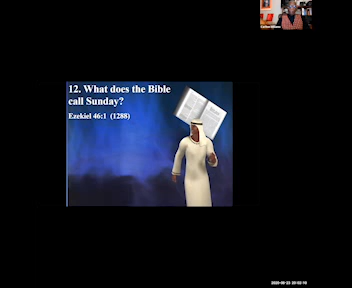 12. What does the Bible
call Sunday?
Ezekiel 46:1 (1288)